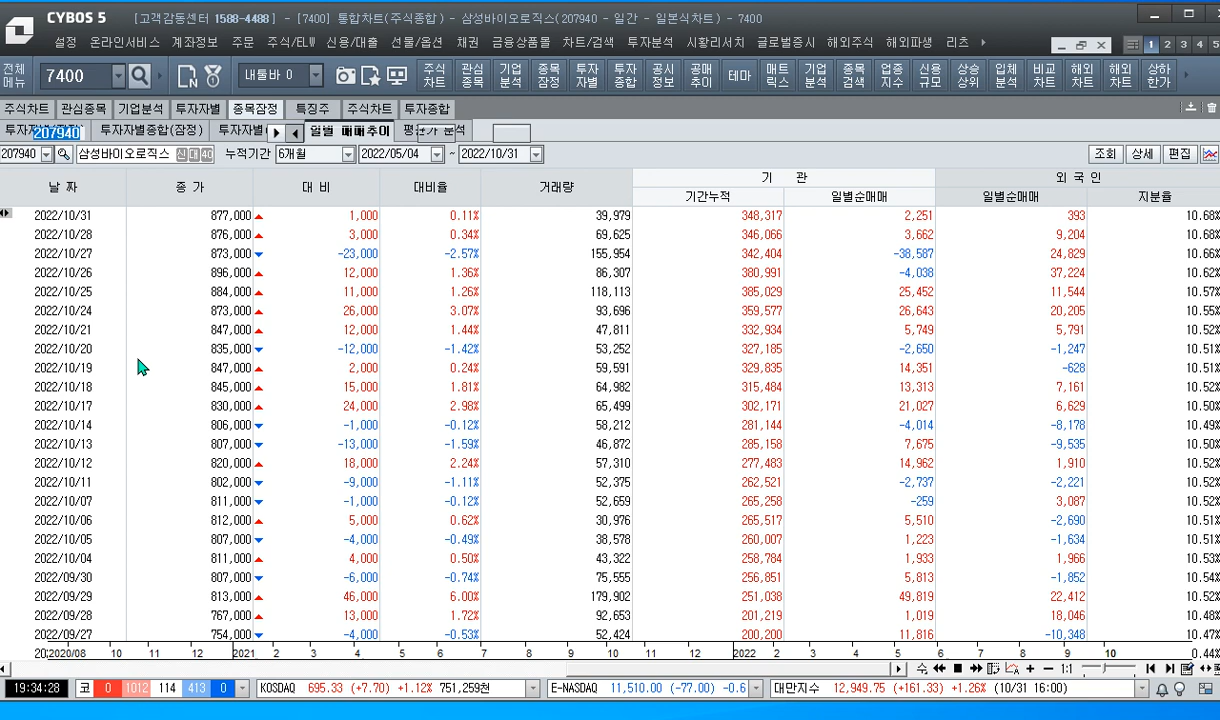 CYBOS 5 [고객감동센터 1588-4488] - [7400] 통합차트(주식종합) - 삼성바이오로직스(207940 - 일간 - 일본식차트) - 7400
설정 온라인서비스 계좌정보 주문 주식/ELW 신용/대출 선물/옵션 채권 금융상품몰 차트/검색 투자분석 시황리서치 글로벌증시 해외주식 해외파생 리츠 1 2 3 4 5
전체메뉴 7400 내툴바 0 주식차트 관심종목 기업분석 종목잠정 투자자별 투자종합 공시정보 공매추이 테마 매트릭스 기업분석 종목검색 업종지수 신용규모 상승상위 입체분석 비교차트 해외차트 해외차트 상하한가
주식차트 관심종목 기업분석 투자자별 종목잠정 특징주 주식차트 투자종합
207940 투자자별종합(잠정) 투자자별 일별 매매추이 분석
207940 삼성바이오로직스 신 대 40 누적기간 6개월 2022/05/04 ~ 2022/10/31 조회 상세 편집
날 짜 종 가 대 비 대비율 거래량 기 관 외 국 인
기간누적 일별순매매 일별순매매 지분율
2022/10/31 877,000 ▲ 1,000 0.11% 39,979 348,317 2,251 393 10.68%
2022/10/28 876,000 ▲ 3,000 0.34% 69,625 346,066 3,662 9,204 10.68%
2022/10/27 873,000 ▼ -23,000 -2.57% 155,954 342,404 -38,587 24,829 10.66%
2022/10/26 896,000 ▲ 12,000 1.36% 86,307 380,991 -4,038 37,224 10.62%
2022/10/25 884,000 ▲ 11,000 1.26% 118,113 385,029 25,452 11,544 10.57%
2022/10/24 873,000 ▲ 26,000 3.07% 93,696 359,577 26,643 20,205 10.55%
2022/10/21 847,000 ▲ 12,000 1.44% 47,811 332,934 5,749 5,791 10.52%
2022/10/20 835,000 ▼ -12,000 -1.42% 53,252 327,185 -2,650 -1,247 10.51%
2022/10/19 847,000 ▲ 2,000 0.24% 59,591 329,835 14,351 -628 10.51%
2022/10/18 845,000 ▲ 15,000 1.81% 64,982 315,484 13,313 7,161 10.52%
2022/10/17 830,000 ▲ 24,000 2.98% 65,499 302,171 21,027 6,629 10.50%
2022/10/14 806,000 ▼ -1,000 -0.12% 58,212 281,144 -4,014 -8,178 10.49%
2022/10/13 807,000 ▼ -13,000 -1.59% 46,872 285,158 7,675 -9,535 10.50%
2022/10/12 820,000 ▲ 18,000 2.24% 57,310 277,483 14,962 1,910 10.52%
2022/10/11 802,000 ▼ -9,000 -1.11% 52,375 262,521 -2,737 -2,221 10.52%
2022/10/07 811,000 ▼ -1,000 -0.12% 52,659 265,258 -259 3,087 10.52%
2022/10/06 812,000 ▲ 5,000 0.62% 30,976 265,517 5,510 -2,690 10.51%
2022/10/05 807,000 ▼ -4,000 -0.49% 38,578 260,007 1,223 -1,634 10.51%
2022/10/04 811,000 ▲ 4,000 0.50% 43,322 258,784 1,933 1,966 10.53%
2022/09/30 807,000 ▼ -6,000 -0.74% 75,555 256,851 5,813 -1,852 10.54%
2022/09/29 813,000 ▲ 46,000 6.00% 179,902 251,038 49,819 22,412 10.52%
2022/09/28 767,000 ▲ 13,000 1.72% 92,653 201,219 1,019 18,046 10.48%
2022/09/27 754,000 ▼ -4,000 -0.53% 52,424 200,200 11,816 -10,348 10.47%
2020/08 10 11 12 2021 2 3 4 5 6 7 8 9 10 11 12 2022 2 3 4 5 6 7 8 9 10 0.44%
1:1
19:34:28 코 0 1012 114 413 0 KOSDAQ 695.33 (+7.70) +1.12% 751,259천 E-NASDAQ 11,510.00 (-77.00) -0.6 대만지수 12,949.75 (+161.33) +1.26% (10/31 16:00)